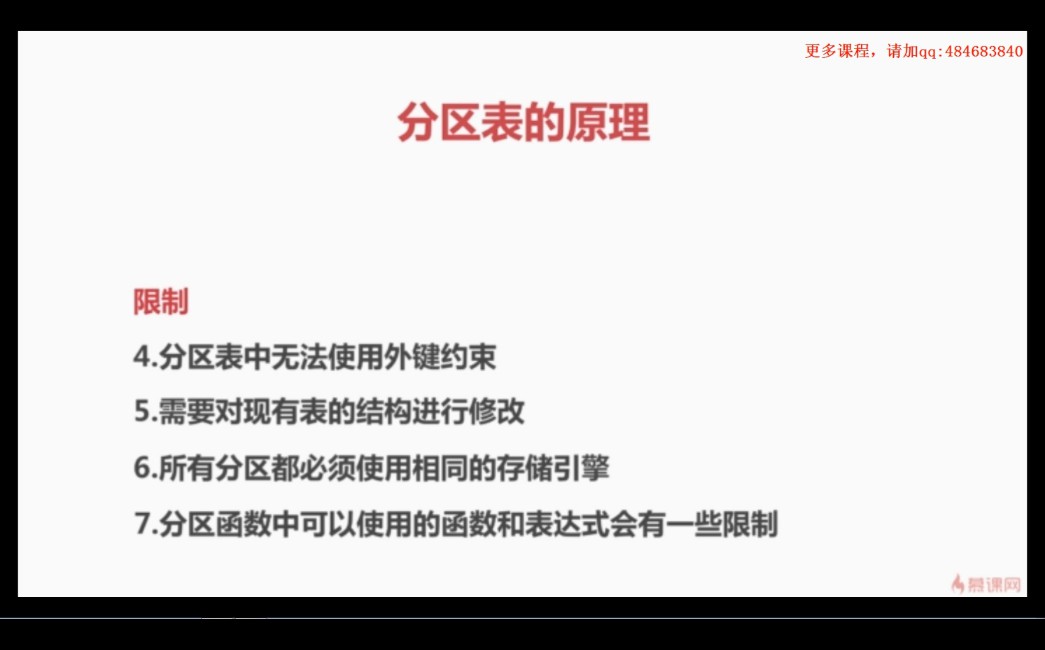 更多课程，请加qq:484683840
分区表的原理
限制
4.分区表中无法使用外键约束
5.需要对现有表的结构进行修改
6.所有分区都必须使用相同的存储引擎
7.分区函数中可以使用的函数和表达式会有一些限制
慕课网